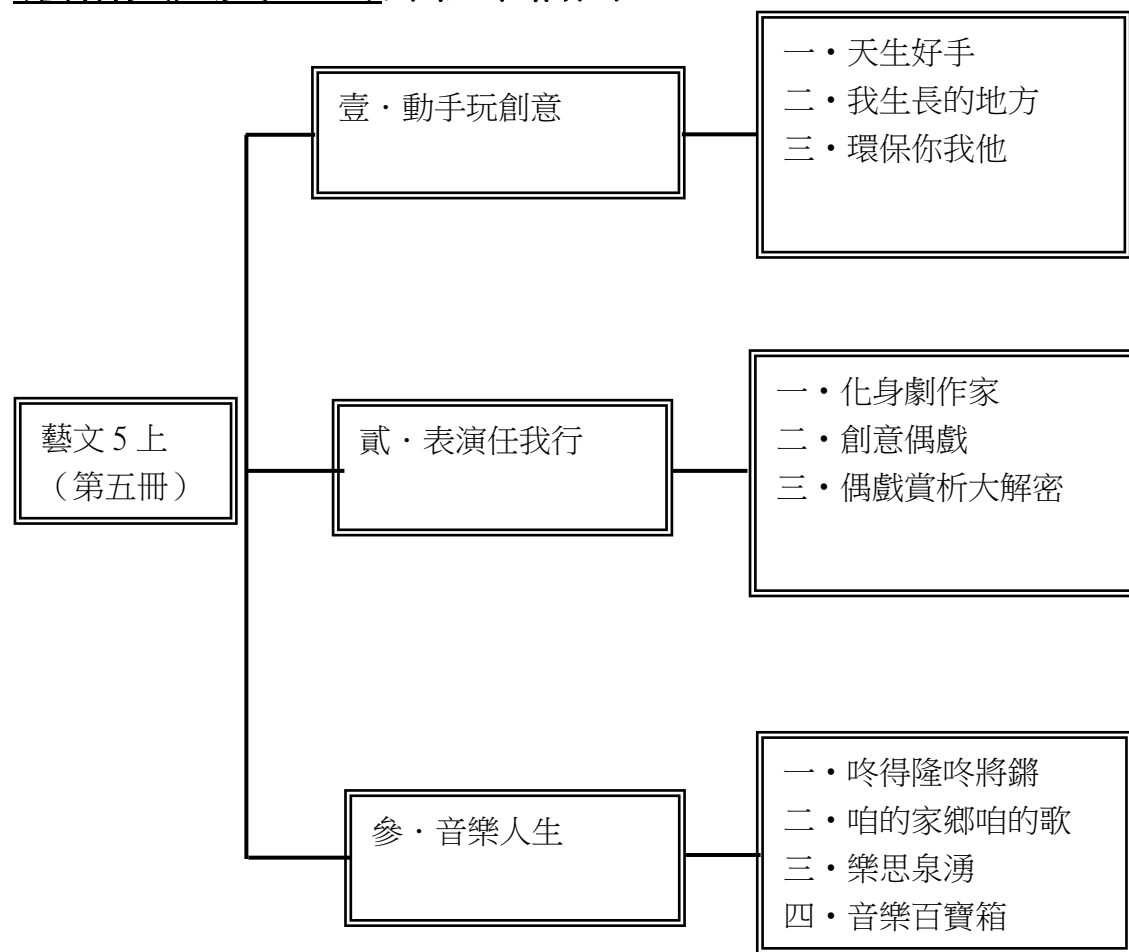 壹．動手玩創意
一・天生好手
二・我生長的地方
三・環保你我他
藝文 5 上
（第五冊）
貳．表演任我行
一・化身劇作家
二・創意偶戲
三・偶戲賞析大解密
參．音樂人生
一・咚得隆咚將鏘
二・咱的家鄉咱的歌
三・樂思泉湧
四・音樂百寶箱